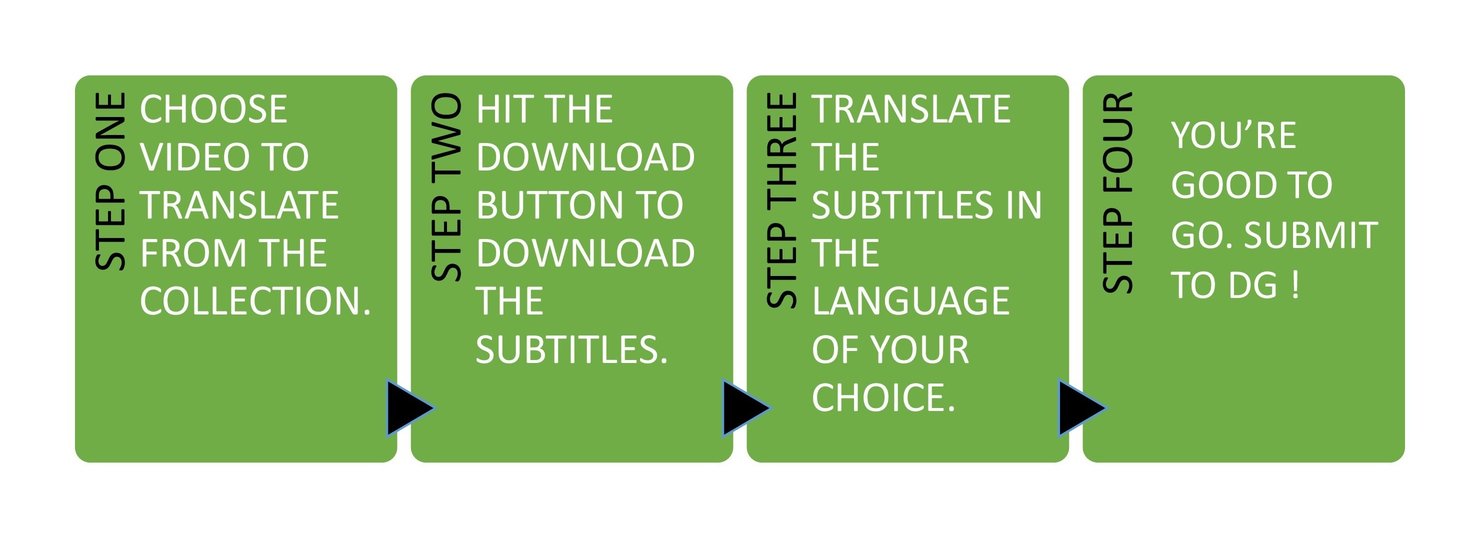 STEP ONE
CHOOSE
VIDEO TO
TRANSLATE
FROM THE
COLLECTION.
STEP TWO
HIT THE
DOWNLOAD
BUTTON TO
DOWNLOAD
THE
SUBTITLES.
STEP THREE
TRANSLATE
THE
SUBTITLES IN
THE
LANGUAGE
OF YOUR
CHOICE.
STEP FOUR
YOU’RE
GOOD TO
GO. SUBMIT
TO DG !